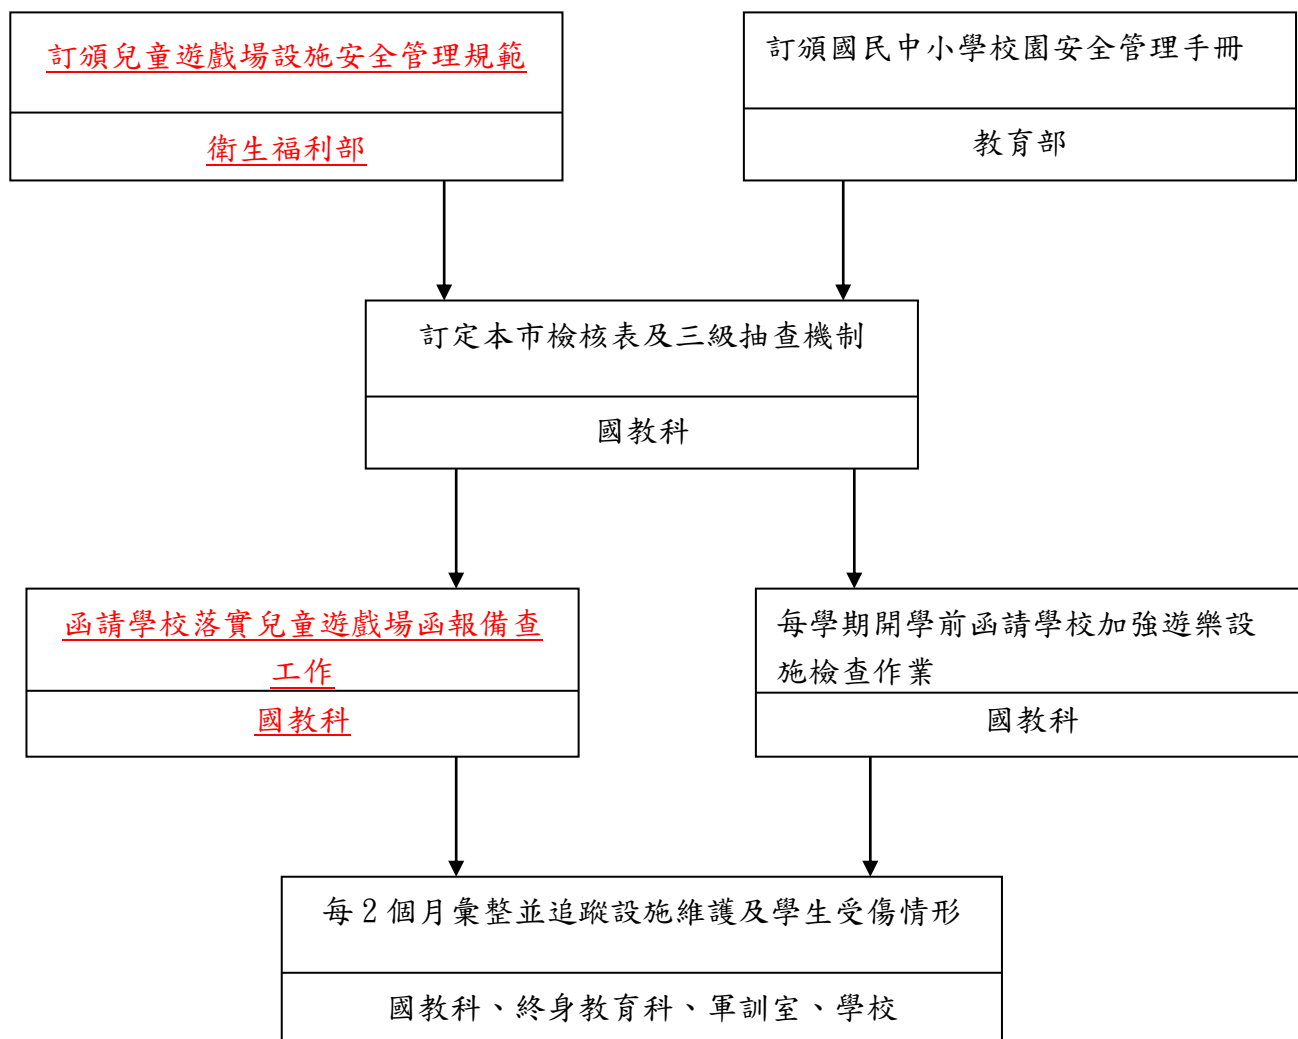 訂頒兒童遊戲場設施安全管理規範
衛生福利部
訂頒國民中小學校園安全管理手冊
教育部
訂定本市檢核表及三級抽查機制
國教科
函請學校落實兒童遊戲場函報備查
工作
國教科
每學期開學前函請學校加強遊樂設
施檢查作業
國教科
每2個月彙整並追蹤設施維護及學生受傷情形
國教科、終身教育科、軍訓室、學校